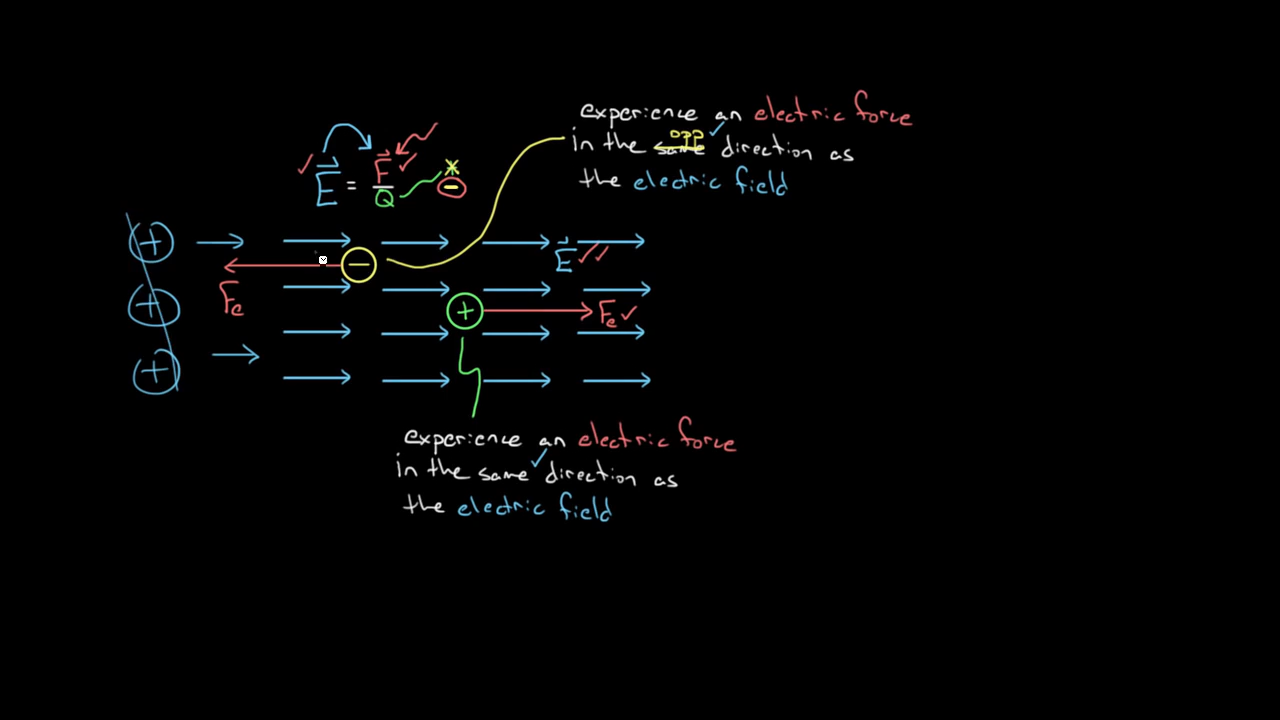 experience an electric force
in the same opp direction as
the electric field
E = F
Q
−
+
−
E
+
Fe
+
Fe
+
experience an electric force
in the same direction as
the electric field